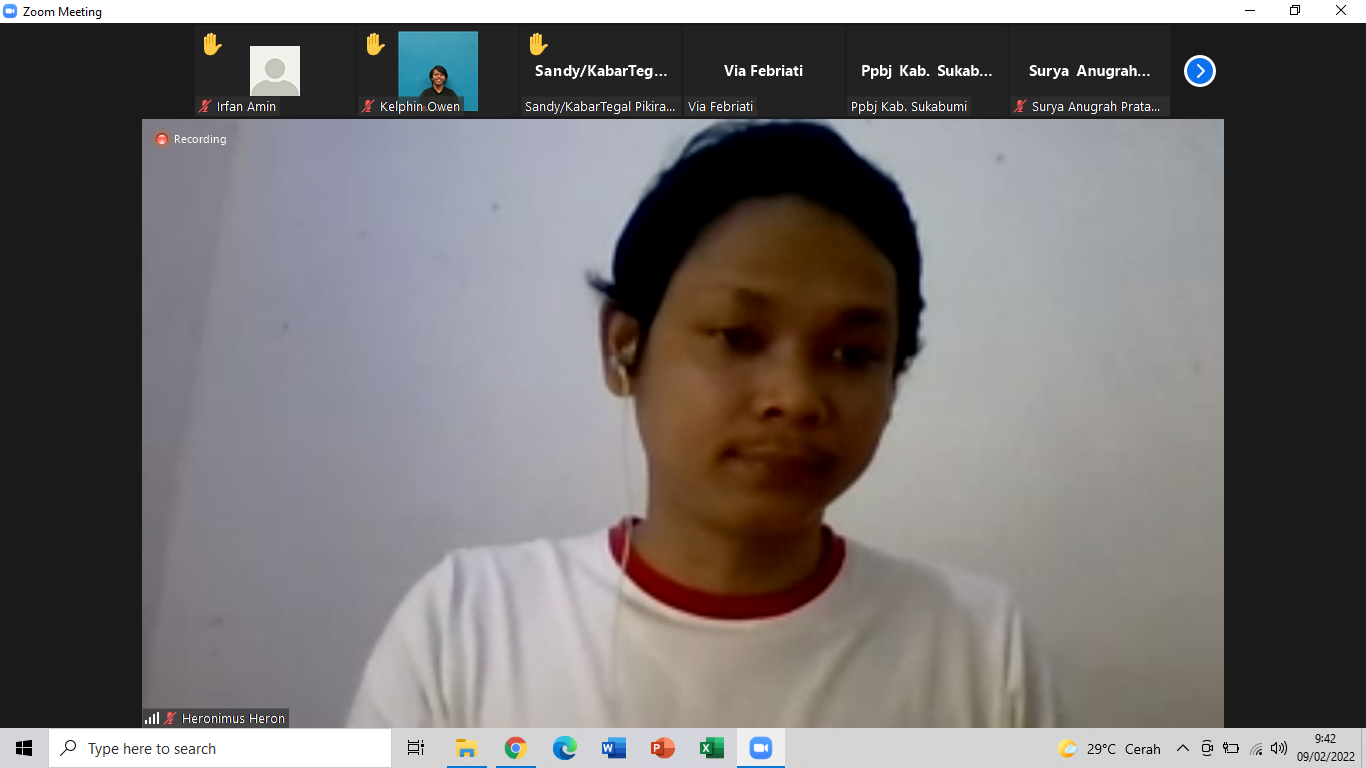 Zoom Meeting
Irfan Amin
Kelphin Owen
Sandy/KabarTeg...
Sandy/KabarTegal Pikira...
Via Febriati
Via Febriati
Ppbj Kab. Sukab...
Ppbj Kab. Sukabumi
Surya Anugrah...
Surya Anugrah Prata...
Recording
Heronimus Heron
Type here to search
29°C Cerah
9:42
09/02/2022